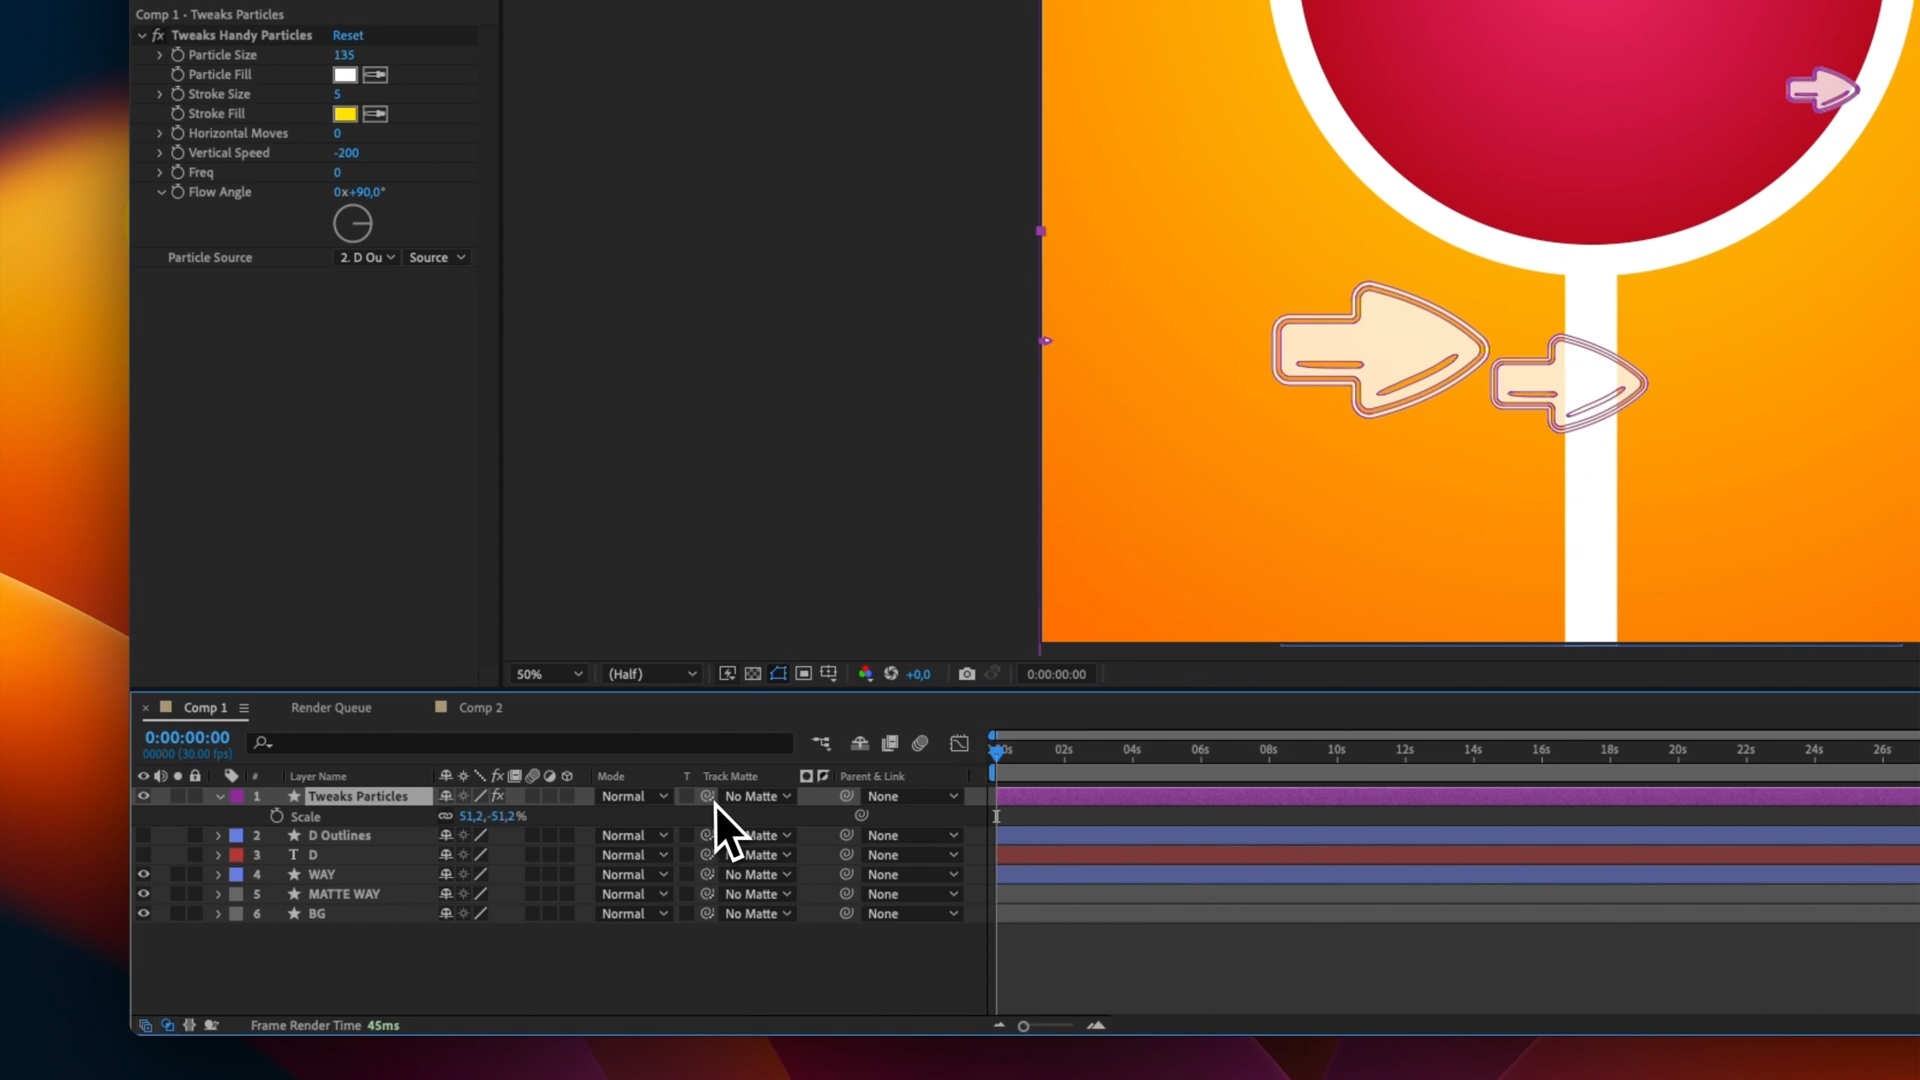 Comp 1 • Tweaks Particles
fx Tweaks Handy Particles Reset
Particle Size 135
Particle Fill
Stroke Size 5
Stroke Fill
Horizontal Moves 0
Vertical Speed -200
Freq 0
Flow Angle 0x+90,0°
Particle Source 2. D Ou Source
50% (Half) +0,0 0:00:00:00
Comp 1 Render Queue Comp 2
0:00:00:00
00000 (30.00 fps)
00s 02s 04s 06s 08s 10s 12s 14s 16s 18s 20s 22s 24s 26s
# Layer Name fx Mode T Track Matte Parent & Link
1 Tweaks Particles fx Normal No Matte None
Scale 51,2,-51,2%
2 D Outlines Normal Matte None
3 T D Normal Matte None
4 WAY Normal No Matte None
5 MATTE WAY Normal No Matte None
6 BG Normal No Matte None
Frame Render Time 45ms